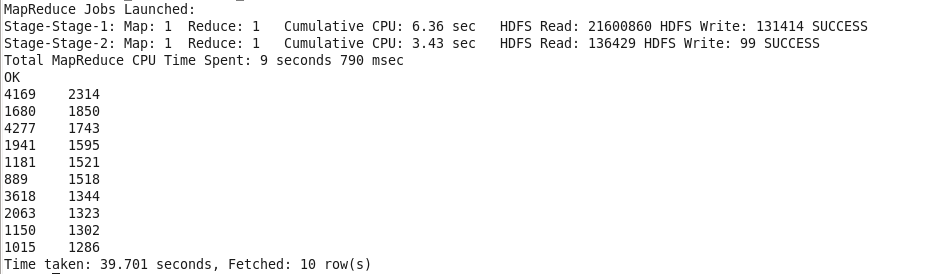 MapReduce Jobs Launched:
Stage-Stage-1: Map: 1  Reduce: 1   Cumulative CPU: 6.36 sec   HDFS Read: 21600860 HDFS Write: 131414 SUCCESS
Stage-Stage-2: Map: 1  Reduce: 1   Cumulative CPU: 3.43 sec   HDFS Read: 136429 HDFS Write: 99 SUCCESS
Total MapReduce CPU Time Spent: 9 seconds 790 msec
OK
4169    2314
1680    1850
4277    1743
1941    1595
1181    1521
889     1518
3618    1344
2063    1323
1150    1302
1015    1286
Time taken: 39.701 seconds, Fetched: 10 row(s)